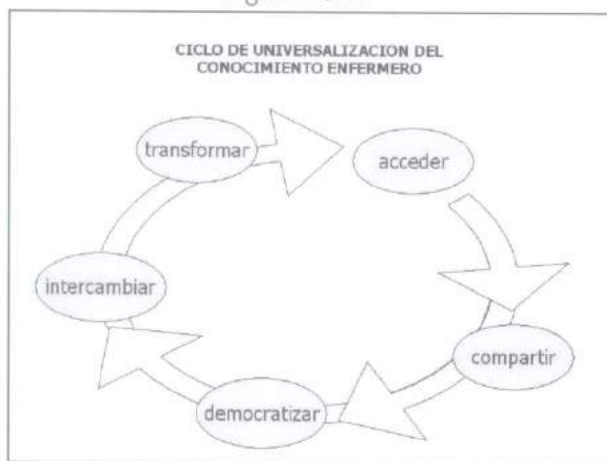 CICLO DE UNIVERSALIZACION DEL
CONOCIMIENTO ENFERMERO
transformar
acceder
intercambiar
compartir
democratizar